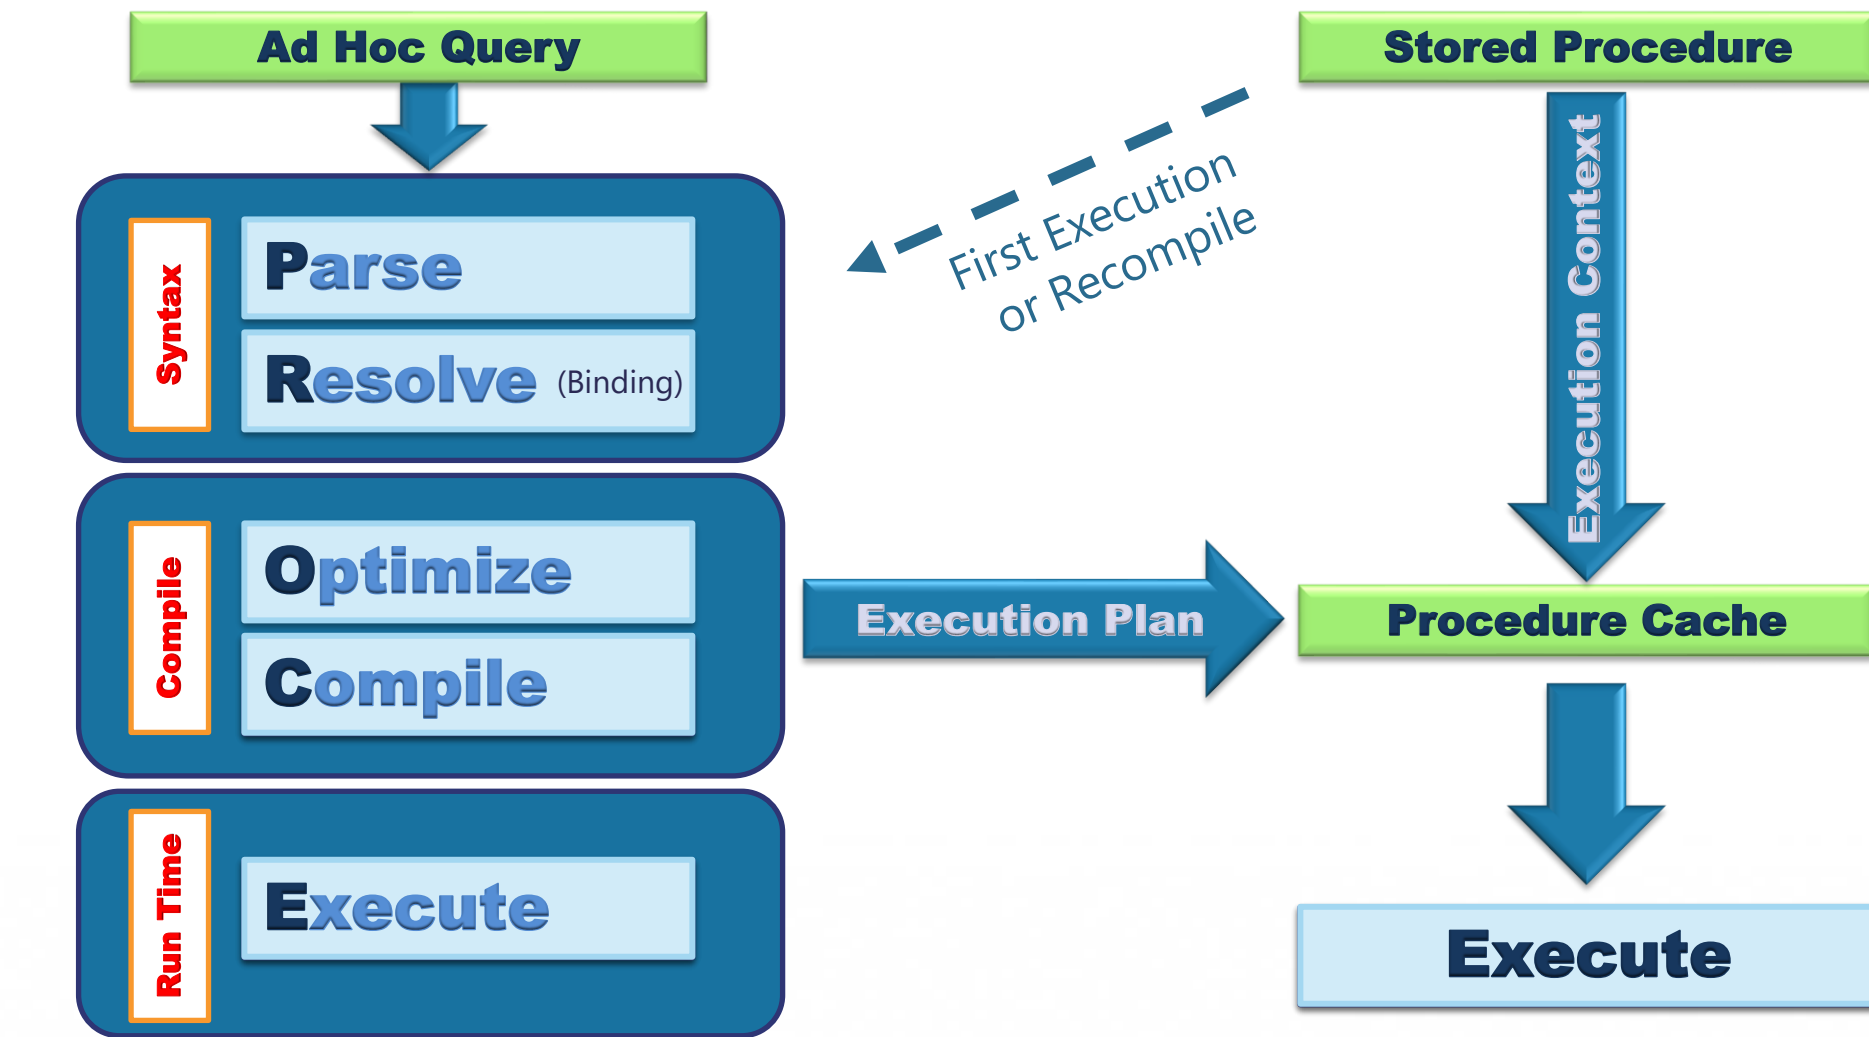 Ad Hoc Query
Syntax
Parse
Resolve (Binding)
Compile
Optimize
Compile
Run Time
Execute
First Execution
or Recompile
Execution Plan
Stored Procedure
Execution Context
Procedure Cache
Execute